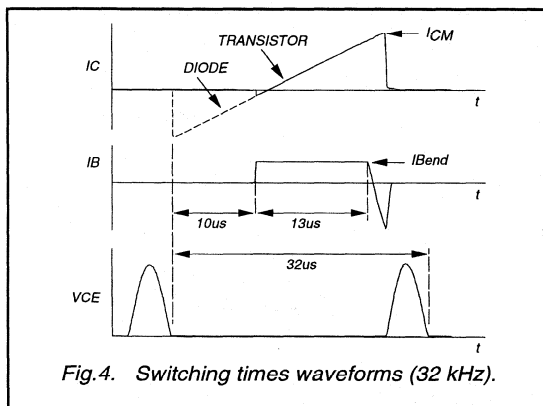 ICM
TRANSISTOR
DIODE
IC
t
IB
IBend
t
10us
13us
32us
VCE
t
Fig.4. Switching times waveforms (32 kHz).